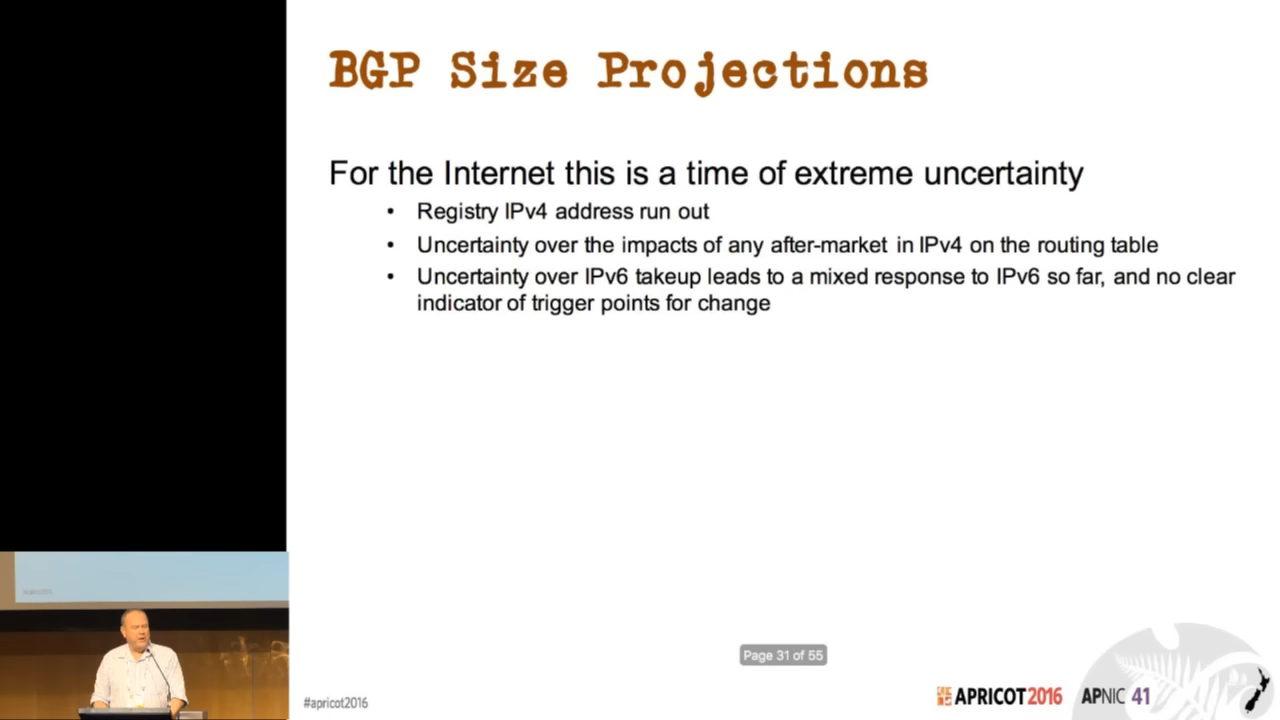 BGP Size Projections
For the Internet this is a time of extreme uncertainty
• Registry IPv4 address run out
• Uncertainty over the impacts of any after-market in IPv4 on the routing table
• Uncertainty over IPv6 takeup leads to a mixed response to IPv6 so far, and no clear
indicator of trigger points for change
Page 31 of 55
#apricot2016
APRICOT 2016
APNIC 41